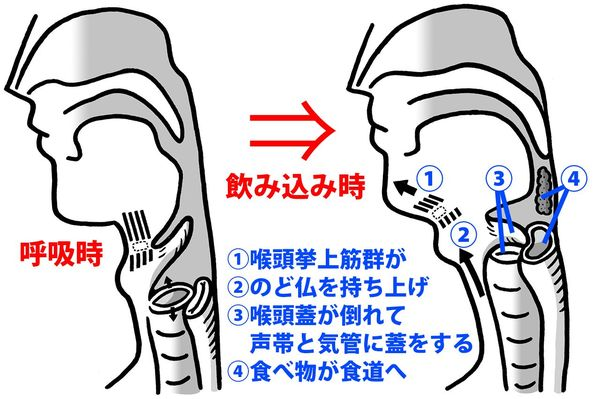 呼吸時
飲み込み時
①
②
③
④
①喉頭挙上筋群が
②のど仏を持ち上げ
③喉頭蓋が倒れて
声帯と気管に蓋をする
④食べ物が食道へ